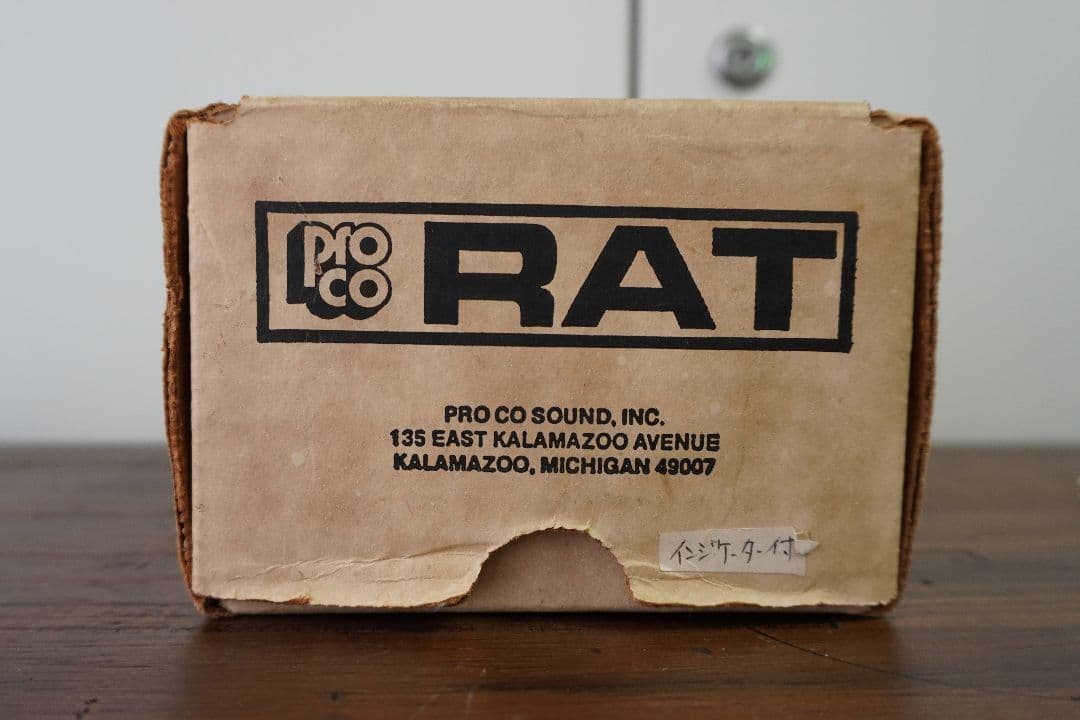 PRO CO RAT
PRO CO SOUND, INC.
135 EAST KALAMAZOO AVENUE
KALAMAZOO, MICHIGAN 49007
インジケーター付